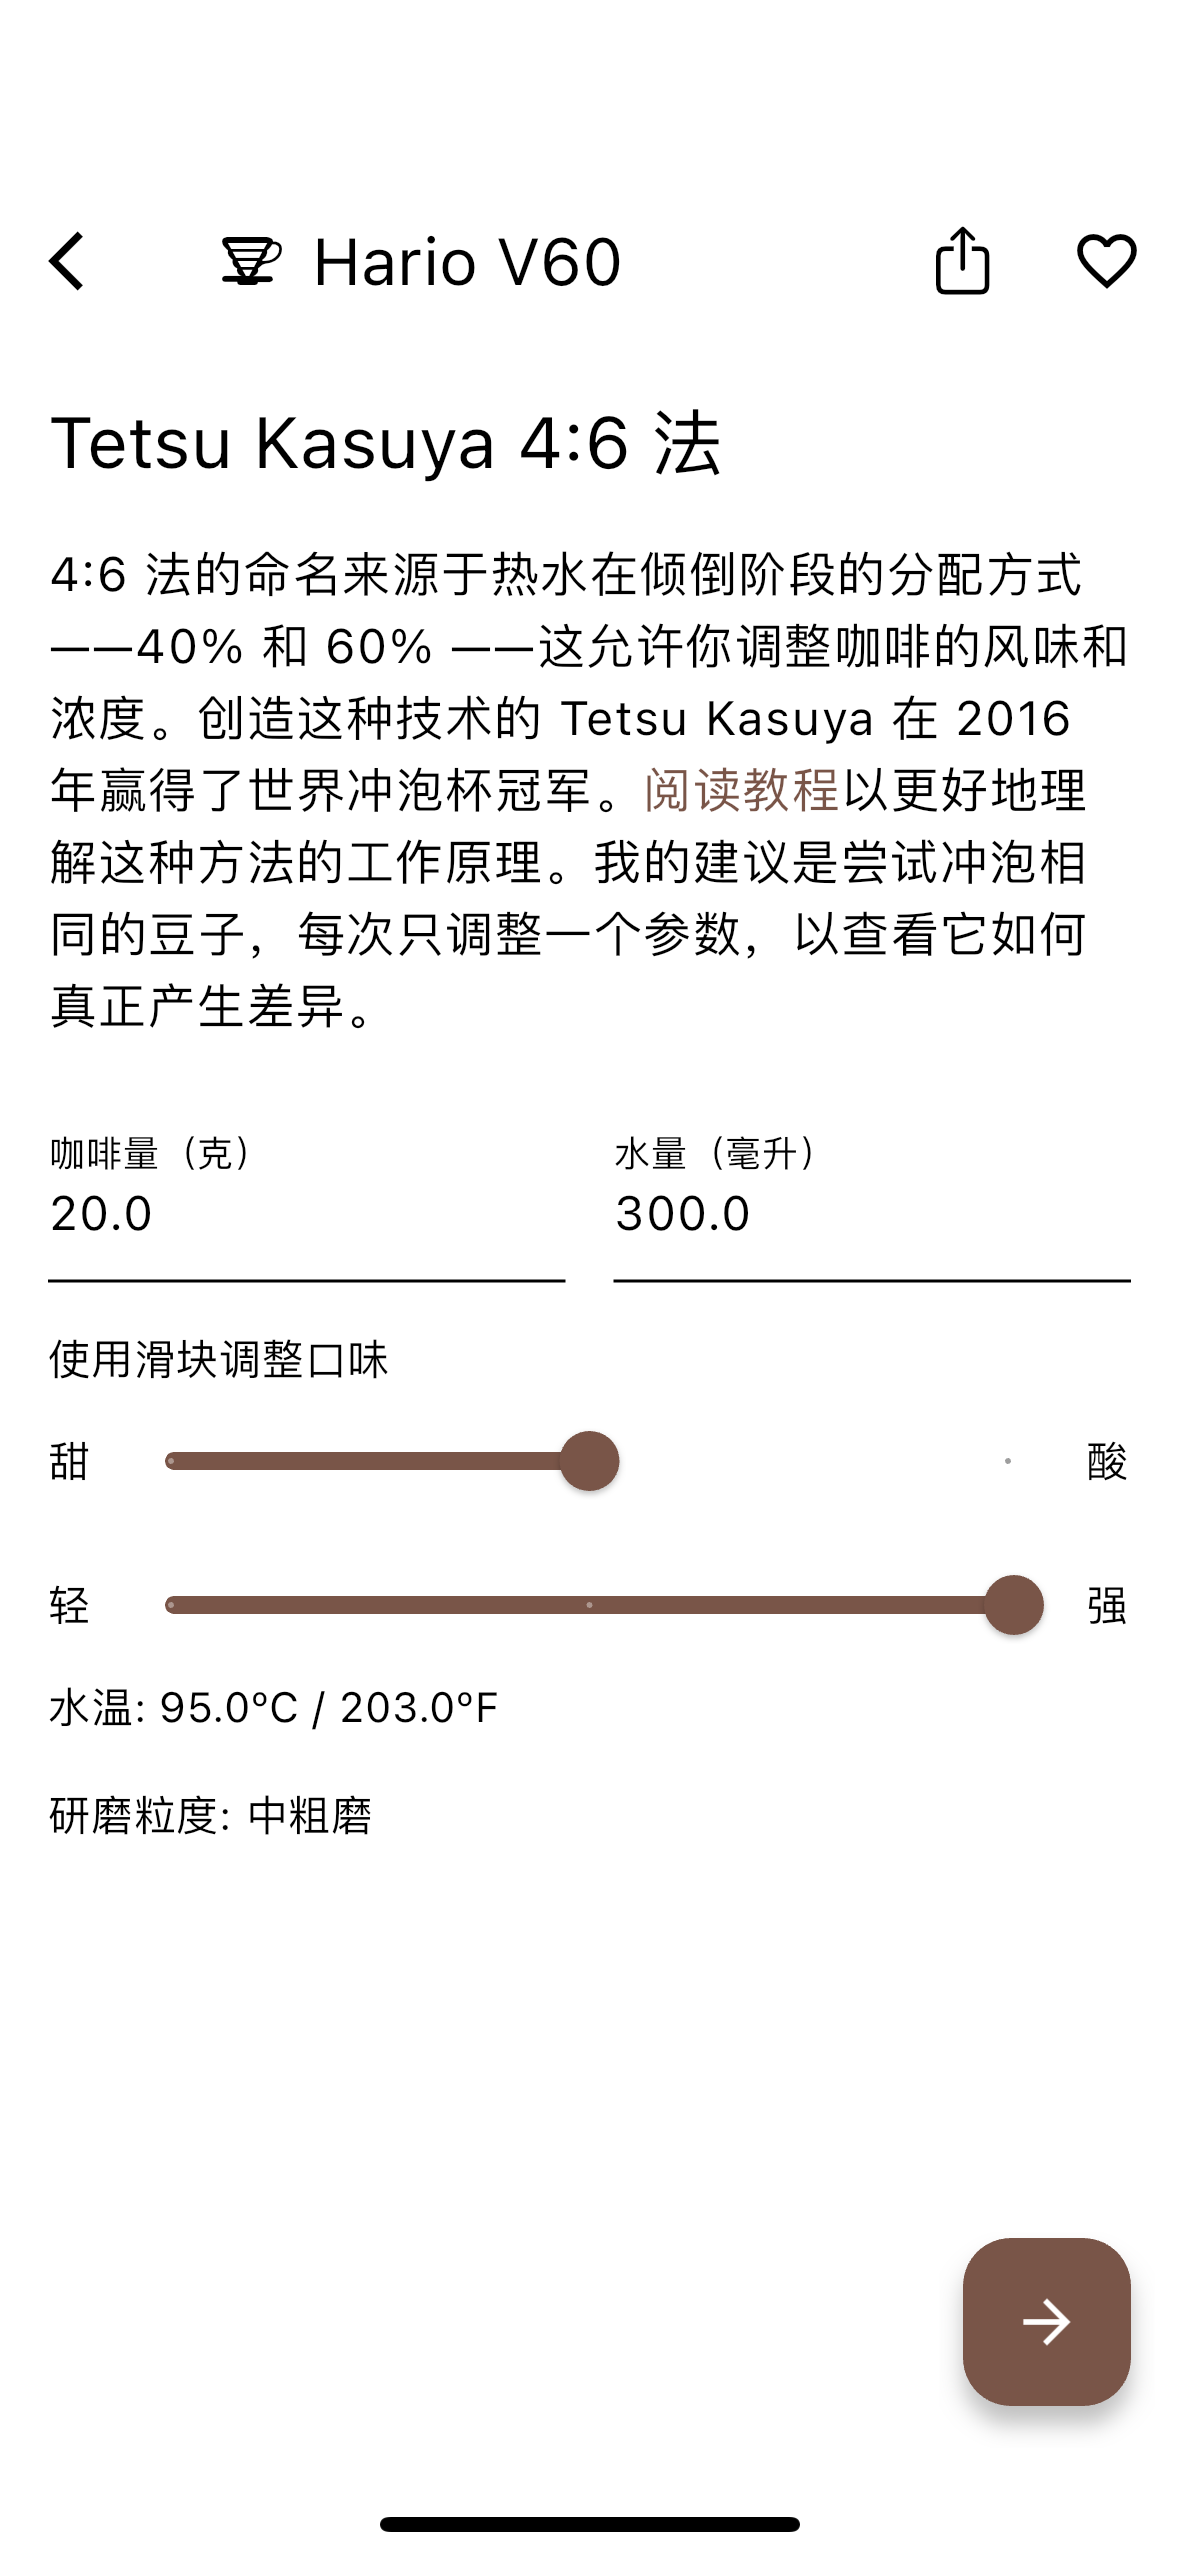 Hario V60
Tetsu Kasuya 4:6 法
4:6 法的命名来源于热水在倾倒阶段的分配方式
——40% 和 60% ——这允许你调整咖啡的风味和
浓度。创造这种技术的 Tetsu Kasuya 在 2016
年赢得了世界冲泡杯冠军。阅读教程以更好地理
解这种方法的工作原理。我的建议是尝试冲泡相
同的豆子，每次只调整一个参数，以查看它如何
真正产生差异。
咖啡量（克） 水量（毫升）
20.0 300.0
使用滑块调整口味
甜 酸
轻 强
水温: 95.0ºC / 203.0ºF
研磨粒度: 中粗磨